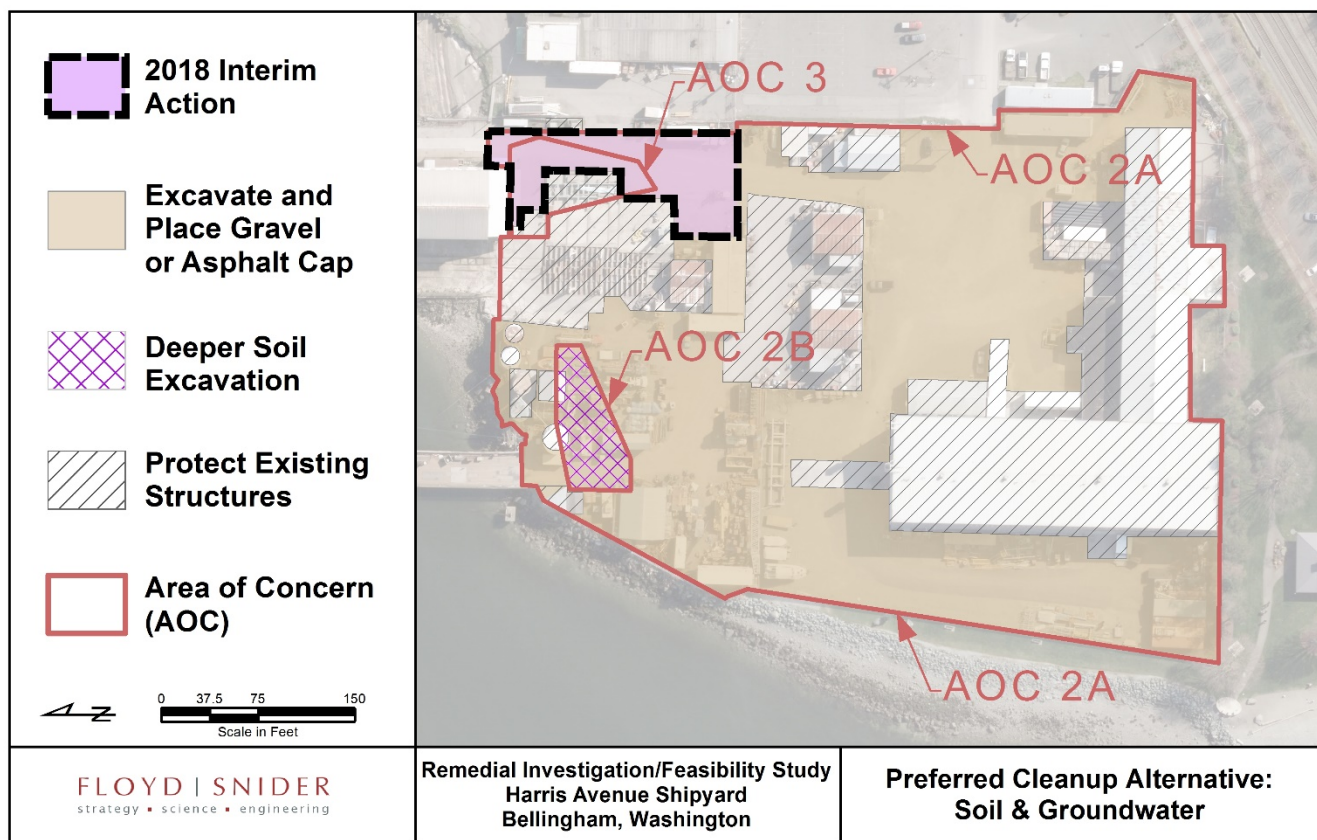 2018 Interim
Action
Excavate and
Place Gravel
or Asphalt Cap
Deeper Soil
Excavation
Protect Existing
Structures
Area of Concern
(AOC)
N
0 37.5 75 150
Scale in Feet
AOC 3
AOC 2A
AOC 2B
AOC 2A
FLOYD | SNIDER
strategy ▪ science ▪ engineering
Remedial Investigation/Feasibility Study
Harris Avenue Shipyard
Bellingham, Washington
Preferred Cleanup Alternative:
Soil & Groundwater